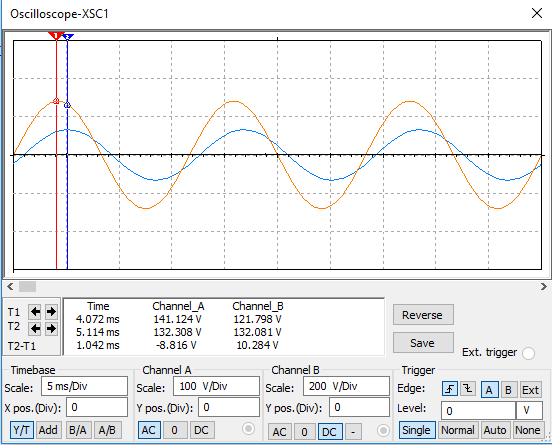 Oscilloscope-XSC1
1 2
T1
T2
T2-T1
Time Channel_A Channel_B
4.072 ms 141.124 V 121.798 V
5.114 ms 132.308 V 132.081 V
1.042 ms -8.816 V 10.284 V
Reverse
Save
Ext. trigger
Timebase
Scale: 5 ms/Div
X pos.(Div): 0
Y/T Add B/A A/B
Channel A
Scale: 100 V/Div
Y pos.(Div): 0
AC 0 DC
Channel B
Scale: 200 V/Div
Y pos.(Div): 0
AC 0 DC -
Trigger
Edge: A B Ext
Level: 0 V
Single Normal Auto None